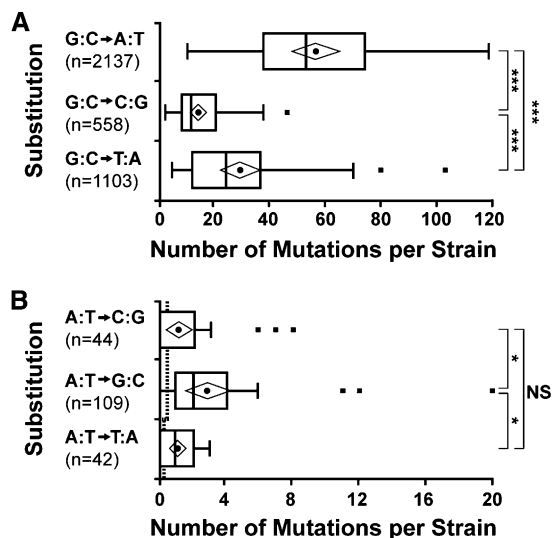 A
Substitution
G:C→A:T
(n=2137)
G:C→C:G
(n=558)
G:C→T:A
(n=1103)
***
***
***
0 20 40 60 80 100 120
Number of Mutations per Strain
B
Substitution
A:T→C:G
(n=44)
A:T→G:C
(n=109)
A:T→T:A
(n=42)
*
*
NS
0 4 8 12 16 20
Number of Mutations per Strain